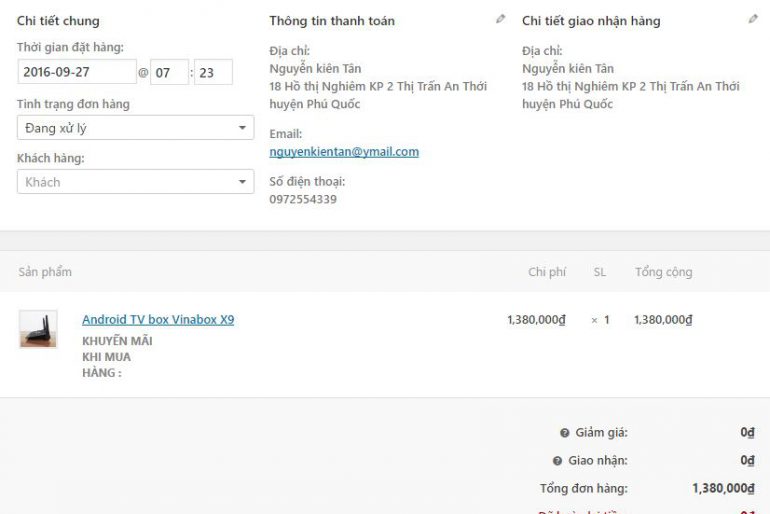 Chi tiết chung
Thời gian đặt hàng:
2016-09-27 @ 07 : 23
Tình trạng đơn hàng
Đang xử lý
Khách hàng:
Khách
Thông tin thanh toán
Địa chỉ:
Nguyễn kiên Tân
18 Hồ thị Nghiêm KP 2 Thị Trấn An Thới
huyện Phú Quốc
Email:
nguyenkientan@ymail.com
Số điện thoại:
0972554339
Chi tiết giao nhận hàng
Địa chỉ:
Nguyễn kiên Tân
18 Hồ thị Nghiêm KP 2 Thị Trấn An Thới
huyện Phú Quốc
Sản phẩm Chi phí SL Tổng cộng
Android TV box Vinabox X9 1,380,000₫ × 1 1,380,000₫
KHUYẾN MÃI
KHI MUA
HÀNG :
Giảm giá: 0₫
Giao nhận: 0₫
Tổng đơn hàng: 1,380,000₫